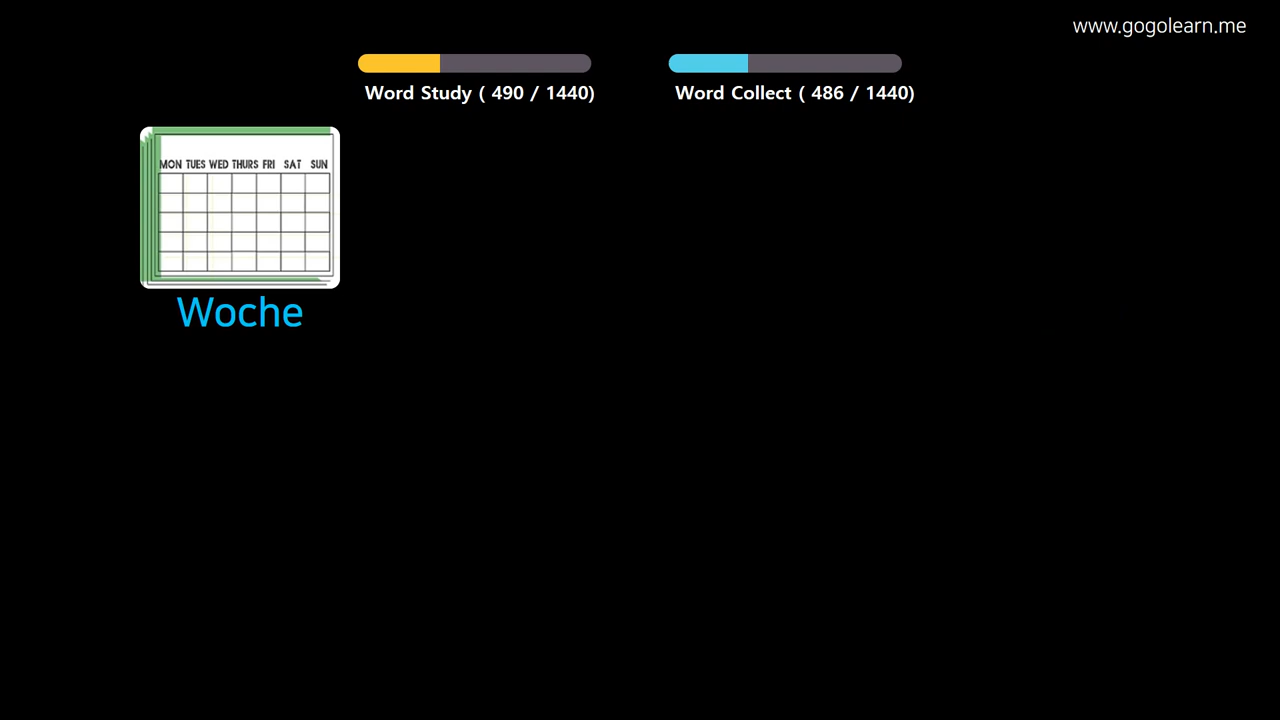 www.gogolearn.me
Word Study ( 490 / 1440)
Word Collect ( 486 / 1440)
MON TUES WED THURS FRI SAT SUN
Woche